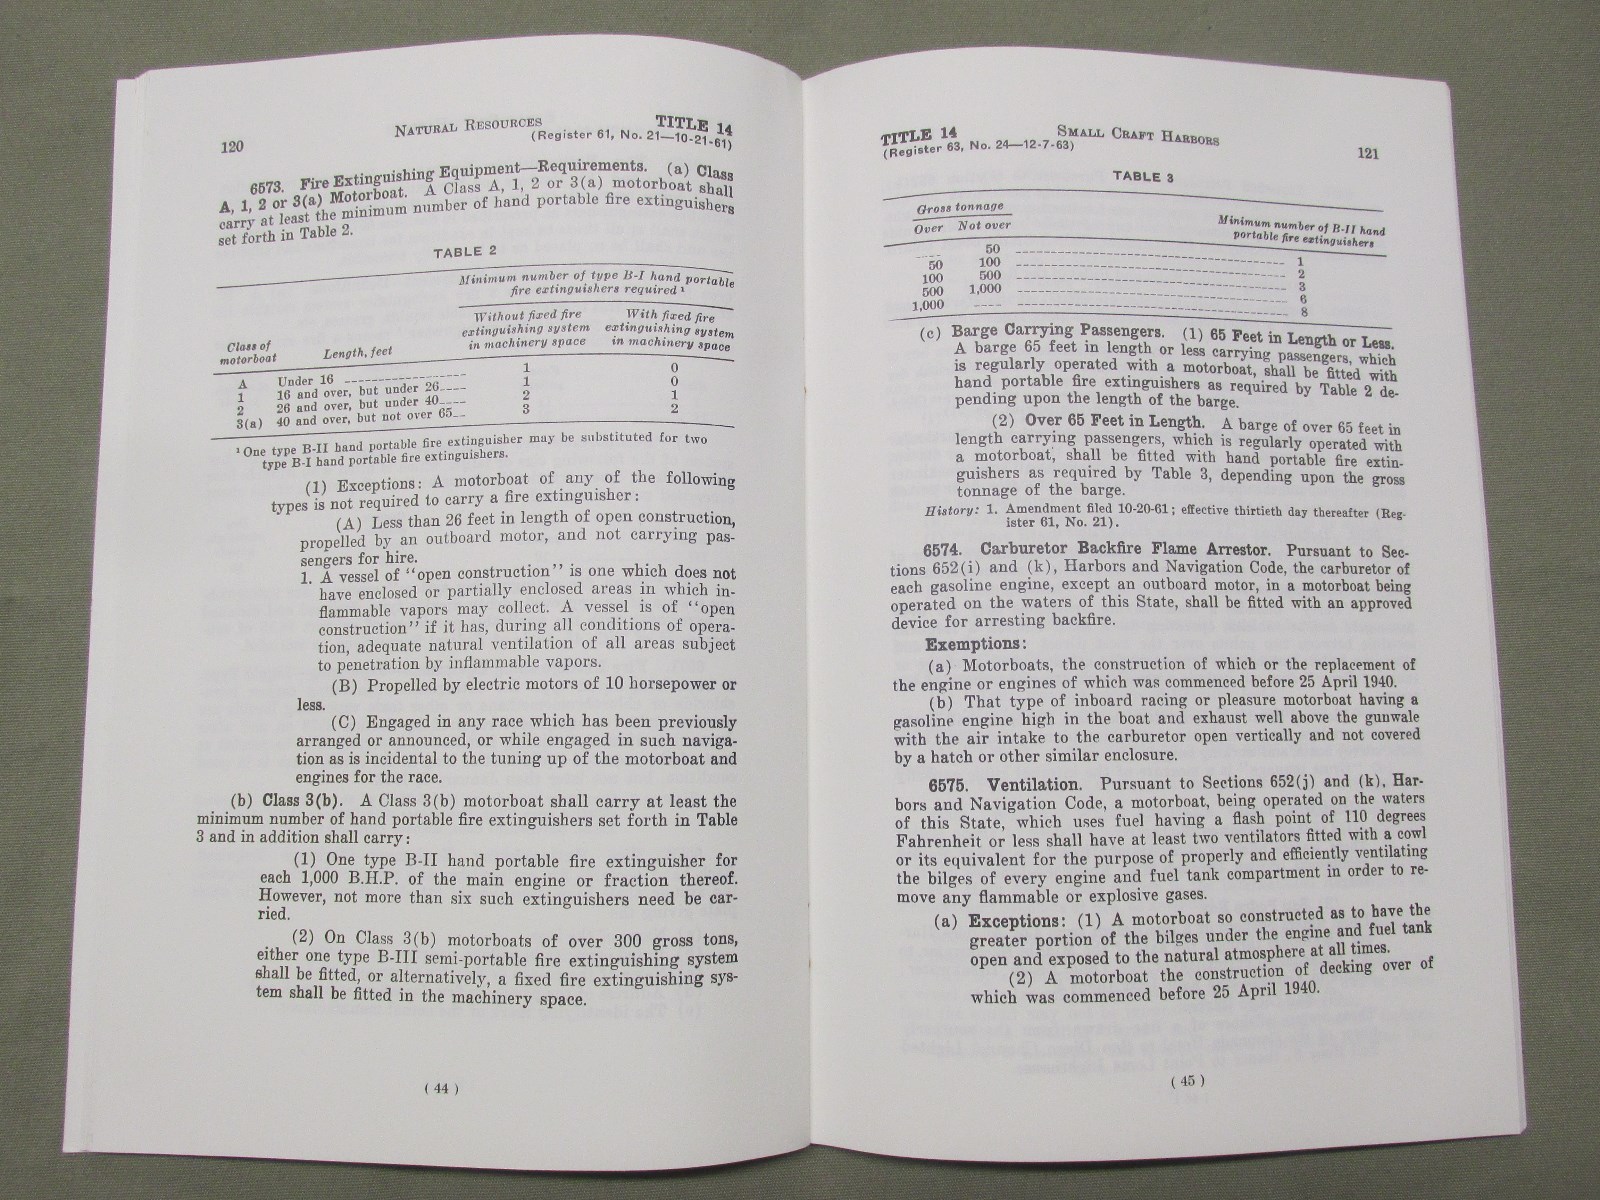 120
NATURAL RESOURCES
TITLE 14
(Register 61, No. 21—10-21-61)
6573. Fire Extinguishing Equipment—Requirements. (a) Class
A, 1, 2 or 3(a) Motorboat. A Class A, 1, 2 or 3(a) motorboat shall
carry at least the minimum number of hand portable fire extinguishers
set forth in Table 2.
TABLE 2
Minimum number of type B-I hand portable
fire extinguishers required ¹
Without fixed fire With fixed fire
extinguishing system extinguishing system
Class of
motorboat Length, feet in machinery space in machinery space
A Under 16 ------------------ 1 0
1 16 and over, but under 26---- 1 0
2 26 and over, but under 40---- 2 1
3(a) 40 and over, but not over 65-- 3 2
¹ One type B-II hand portable fire extinguisher may be substituted for two
type B-I hand portable fire extinguishers.
(1) Exceptions: A motorboat of any of the following
types is not required to carry a fire extinguisher:
(A) Less than 26 feet in length of open construction,
propelled by an outboard motor, and not carrying pas-
sengers for hire.
1. A vessel of "open construction" is one which does not
have enclosed or partially enclosed areas in which in-
flammable vapors may collect. A vessel is of "open
construction" if it has, during all conditions of opera-
tion, adequate natural ventilation of all areas subject
to penetration by inflammable vapors.
(B) Propelled by electric motors of 10 horsepower or
less.
(C) Engaged in any race which has been previously
arranged or announced, or while engaged in such naviga-
tion as is incidental to the tuning up of the motorboat and
engines for the race.
(b) Class 3(b). A Class 3(b) motorboat shall carry at least the
minimum number of hand portable fire extinguishers set forth in Table
3 and in addition shall carry:
(1) One type B-II hand portable fire extinguisher for
each 1,000 B.H.P. of the main engine or fraction thereof.
However, not more than six such extinguishers need be car-
ried.
(2) On Class 3(b) motorboats of over 300 gross tons,
either one type B-III semi-portable fire extinguishing system
shall be fitted, or alternatively, a fixed fire extinguishing sys-
tem shall be fitted in the machinery space.
( 44 )
TITLE 14
SMALL CRAFT HARBORS
(Register 63, No. 24—12-7-63)
121
TABLE 3
Gross tonnage
Minimum number of B-II hand
Over Not over portable fire extinguishers
---- 50 ---------------------------------------- 1
50 100 ---------------------------------------- 2
100 500 ---------------------------------------- 3
500 1,000 ---------------------------------------- 6
1,000 ---- ---------------------------------------- 8
(c) Barge Carrying Passengers. (1) 65 Feet in Length or Less.
A barge 65 feet in length or less carrying passengers, which
is regularly operated with a motorboat, shall be fitted with
hand portable fire extinguishers as required by Table 2 de-
pending upon the length of the barge.
(2) Over 65 Feet in Length. A barge of over 65 feet in
length carrying passengers, which is regularly operated with
a motorboat, shall be fitted with hand portable fire extin-
guishers as required by Table 3, depending upon the gross
tonnage of the barge.
History: 1. Amendment filed 10-20-61; effective thirtieth day thereafter (Reg-
ister 61, No. 21).
6574. Carburetor Backfire Flame Arrestor. Pursuant to Sec-
tions 652(i) and (k), Harbors and Navigation Code, the carburetor of
each gasoline engine, except an outboard motor, in a motorboat being
operated on the waters of this State, shall be fitted with an approved
device for arresting backfire.
Exemptions:
(a) Motorboats, the construction of which or the replacement of
the engine or engines of which was commenced before 25 April 1940.
(b) That type of inboard racing or pleasure motorboat having a
gasoline engine high in the boat and exhaust well above the gunwale
with the air intake to the carburetor open vertically and not covered
by a hatch or other similar enclosure.
6575. Ventilation. Pursuant to Sections 652(j) and (k), Har-
bors and Navigation Code, a motorboat, being operated on the waters
of this State, which uses fuel having a flash point of 110 degrees
Fahrenheit or less shall have at least two ventilators fitted with a cowl
or its equivalent for the purpose of properly and efficiently ventilating
the bilges of every engine and fuel tank compartment in order to re-
move any flammable or explosive gases.
(a) Exceptions: (1) A motorboat so constructed as to have the
greater portion of the bilges under the engine and fuel tank
open and exposed to the natural atmosphere at all times.
(2) A motorboat the construction of decking over of
which was commenced before 25 April 1940.
( 45 )